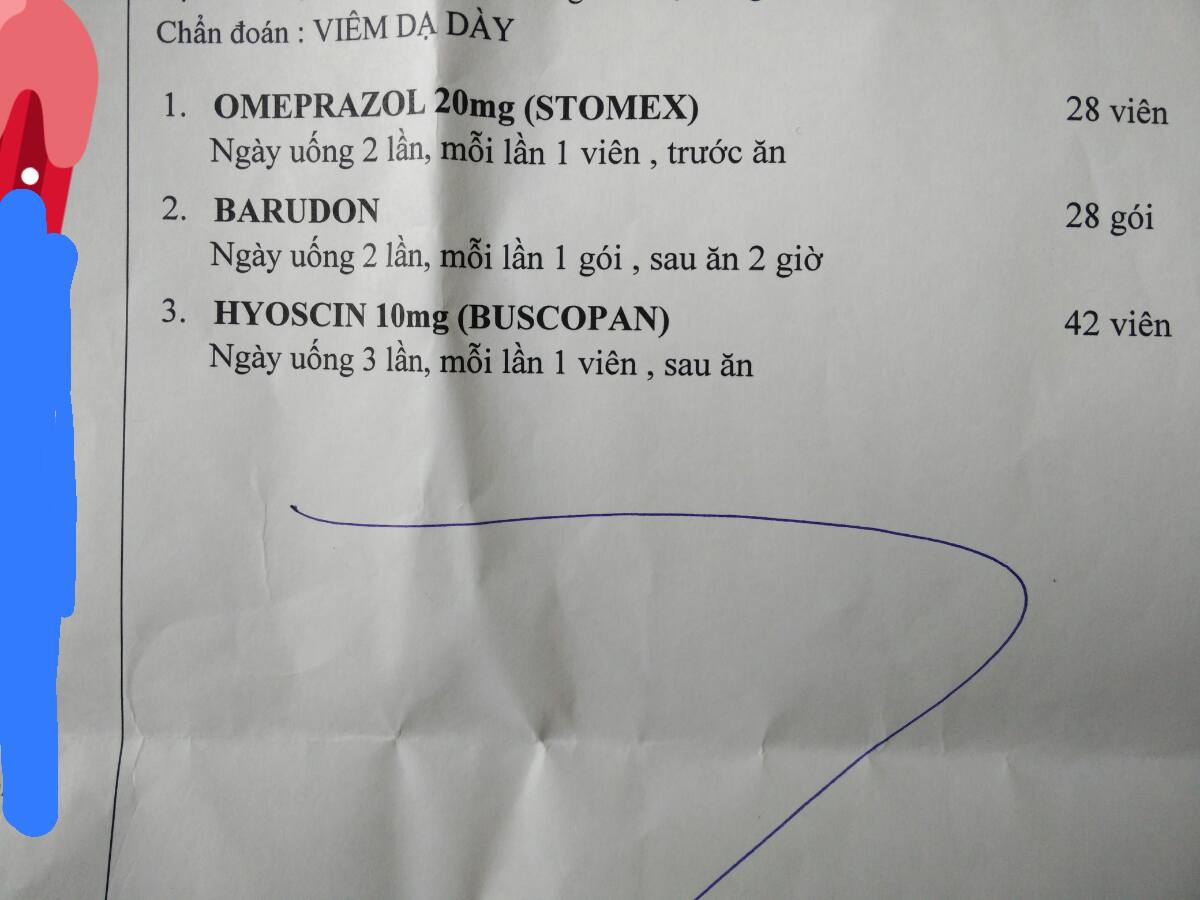 Chẩn đoán : VIÊM DẠ DÀY
1. OMEPRAZOL 20mg (STOMEX) 28 viên
Ngày uống 2 lần, mỗi lần 1 viên , trước ăn
2. BARUDON 28 gói
Ngày uống 2 lần, mỗi lần 1 gói , sau ăn 2 giờ
3. HYOSCIN 10mg (BUSCOPAN) 42 viên
Ngày uống 3 lần, mỗi lần 1 viên , sau ăn